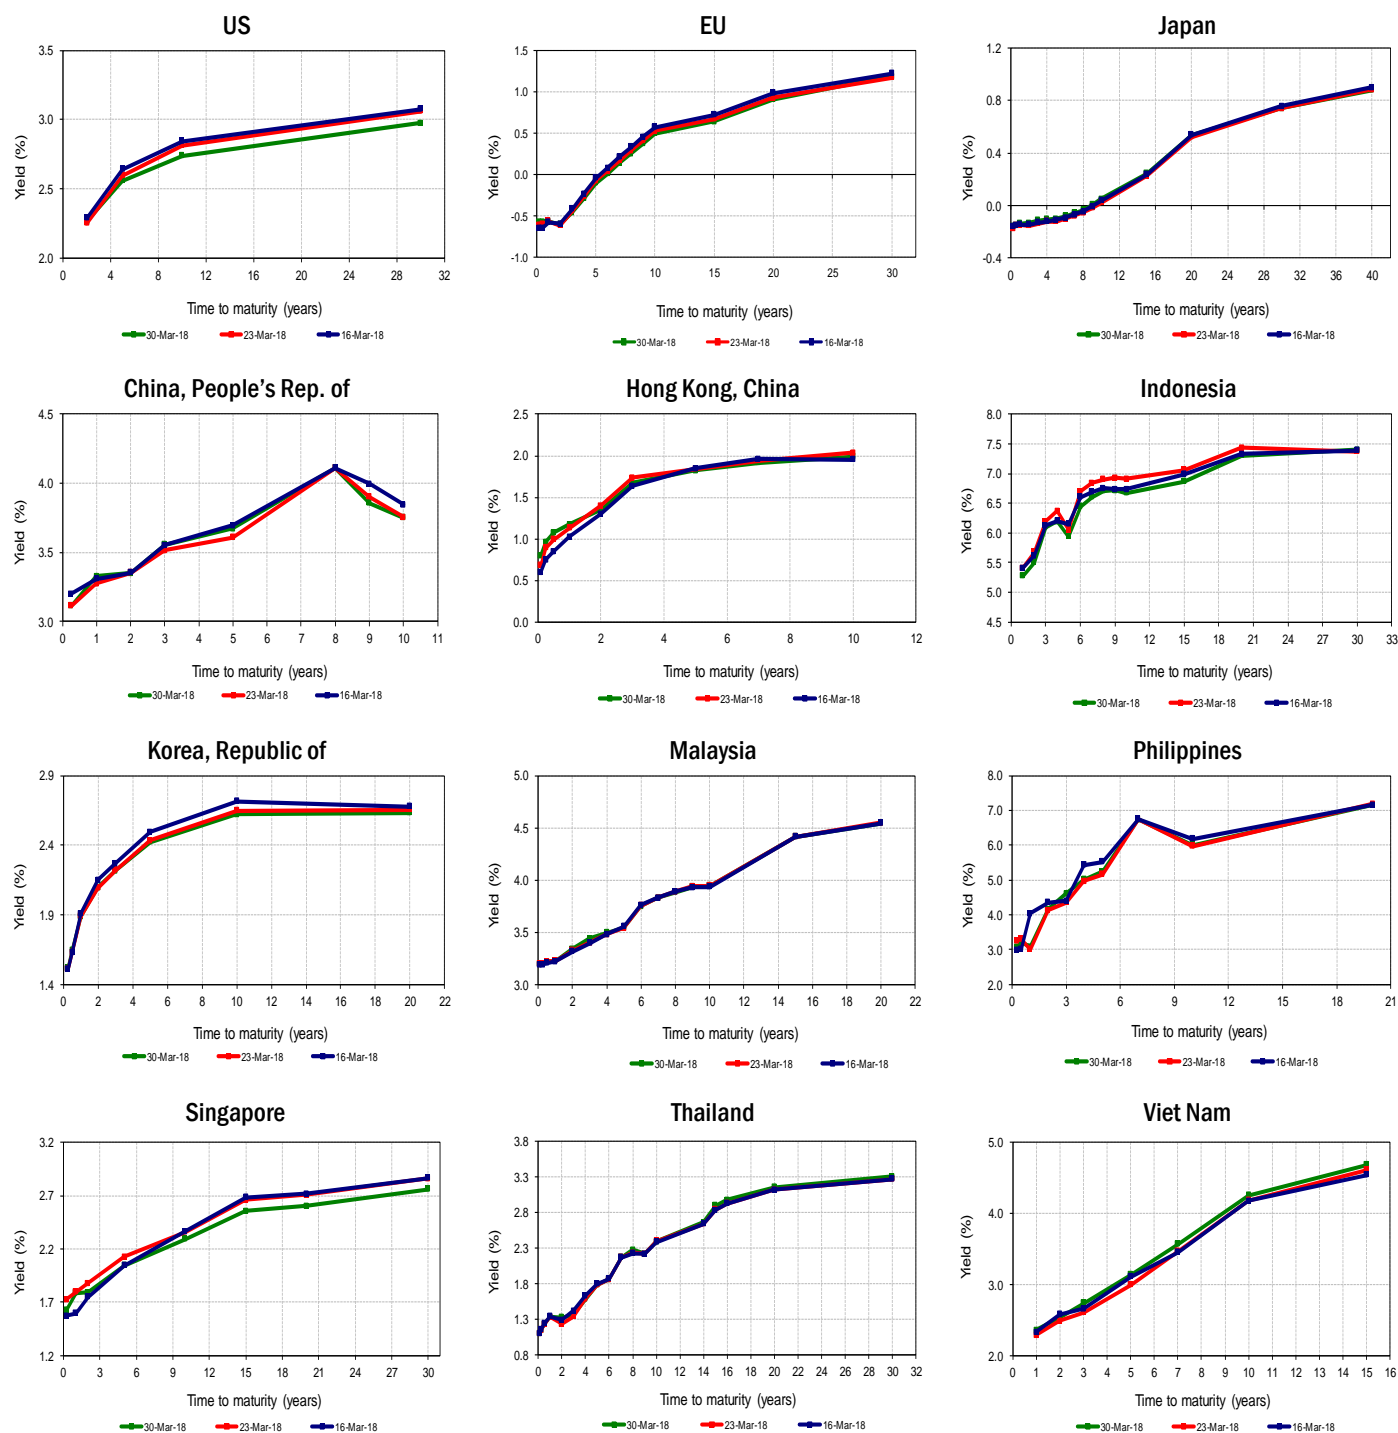 US
3.5
3.0
2.5
2.0
Yield (%)
0 4 8 12 16 20 24 28 32
Time to maturity (years)
30-Mar-18 23-Mar-18 16-Mar-18
EU
1.5
1.0
0.5
0.0
-0.5
-1.0
Yield (%)
0 5 10 15 20 25 30
Time to maturity (years)
30-Mar-18 23-Mar-18 16-Mar-18
Japan
1.2
0.8
0.4
0.0
-0.4
Yield (%)
0 4 8 12 16 20 24 28 32 36 40
Time to maturity (years)
30-Mar-18 23-Mar-18 16-Mar-18
China, People's Rep. of
4.5
4.0
3.5
3.0
Yield (%)
0 1 2 3 4 5 6 7 8 9 10 11
Time to maturity (years)
30-Mar-18 23-Mar-18 16-Mar-18
Hong Kong, China
2.5
2.0
1.5
1.0
0.5
0.0
Yield (%)
0 2 4 6 8 10 12
Time to maturity (years)
30-Mar-18 23-Mar-18 16-Mar-18
Indonesia
8.0
7.5
7.0
6.5
6.0
5.5
5.0
4.5
Yield (%)
0 3 6 9 12 15 18 21 24 27 30 33
Time to maturity (years)
30-Mar-18 23-Mar-18 16-Mar-18
Korea, Republic of
2.9
2.4
1.9
1.4
Yield (%)
0 2 4 6 8 10 12 14 16 18 20 22
Time to maturity (years)
30-Mar-18 23-Mar-18 16-Mar-18
Malaysia
5.0
4.5
4.0
3.5
3.0
Yield (%)
0 2 4 6 8 10 12 14 16 18 20 22
Time to maturity (years)
30-Mar-18 23-Mar-18 16-Mar-18
Philippines
8.0
7.0
6.0
5.0
4.0
3.0
2.0
Yield (%)
0 3 6 9 12 15 18 21
Time to maturity (years)
30-Mar-18 23-Mar-18 16-Mar-18
Singapore
3.2
2.7
2.2
1.7
1.2
Yield (%)
0 3 6 9 12 15 18 21 24 27 30
Time to maturity (years)
30-Mar-18 23-Mar-18 16-Mar-18
Thailand
3.8
3.3
2.8
2.3
1.8
1.3
0.8
Yield (%)
0 2 4 6 8 10 12 14 16 18 20 22 24 26 28 30 32
Time to maturity (years)
30-Mar-18 23-Mar-18 16-Mar-18
Viet Nam
5.0
4.0
3.0
2.0
Yield (%)
0 1 2 3 4 5 6 7 8 9 10 11 12 13 14 15 16
Time to maturity (years)
30-Mar-18 23-Mar-18 16-Mar-18